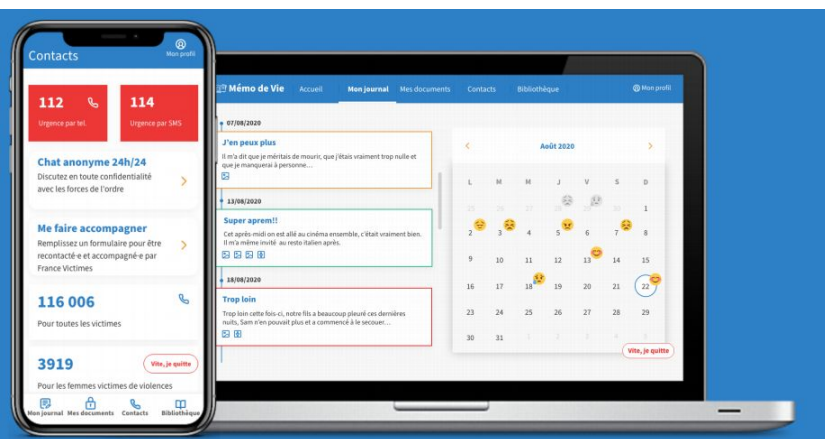 Contacts
Mon profil
112
Urgence par tel.
114
Urgence par SMS
Chat anonyme 24h/24
Discutez en toute confidentialité
avec les forces de l'ordre
Me faire accompagner
Remplissez un formulaire pour être
recontacté·e et accompagné·e par
France Victimes
116 006
Pour toutes les victimes
3919
Vite, je quitte
Pour les femmes victimes de violences
Mon journal Mes documents Contacts Bibliothèque
Mémo de Vie Accueil Mon journal Mes documents Contacts Bibliothèque Mon profil
07/08/2020
J'en peux plus
Il m'a dit que je méritais de mourir, que j'étais vraiment trop nulle et
que je manquerai à personne...
13/08/2020
Super aprem!!
Cet après-midi on est allé au cinéma ensemble, c'était vraiment bien.
Il m'a même invité au resto italien après.
18/08/2020
Trop loin
Trop loin cette fois-ci, notre fils a beaucoup pleuré ces dernières
nuits, Sam n'en pouvait plus et a commencé à le secouer...
Août 2020
L M M J V S D
1
2 3 4 5 6 7 8
9 10 11 12 13 14 15
16 17 18 19 20 21 22
23 24 25 26 27 28 29
30 31
Vite, je quitte